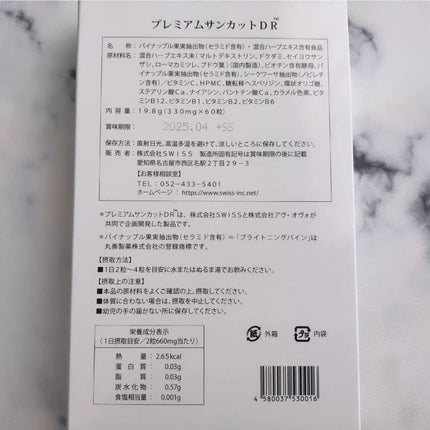 プレミアムサンカットDR™
名　称：パイナップル果実抽出物(セラミド含有)・混合ハーブエキス含有食品
原材料名：混合ハーブエキス末(マルトデキストリン、ドクダミ、セイヨウサン
ザシ、ローマカミツレ、ブドウ葉)(国内製造)、ビオチン含有酵母、パ
イナップル果実抽出物(セラミド含有)、シークワーサ抽出物(ノビレチ
ン含有)/ビタミンC、HPMC、糖転移ヘスペリジン、環状オリゴ糖、
ステアリン酸Ca、ナイアシン、パントテン酸Ca、カラメル色素、ビ
タミンB12、ビタミンB1、ビタミンB2、ビタミンB6
内容量：19.8g(330mg×60粒)
賞味期限： 2025.04 +SS
保存方法：直射日光、高温多湿を避けて、涼しいところに保存してください。
販売者：株式会社SWISS 製造所固有記号は賞味期限の後に記載
愛知県名古屋市西区名駅2丁目29－3
【お客様相談室】
TEL：052-433-5401
ホームページ：https://www.swiss-inc.net/
＊プレミアムサンカットDR™は、株式会社SWISSと株式会社アヴ・オヴォが
共同で企画開発した製品です。
＊パイナップル果実抽出物(セラミド含有)＝「ブライトニングパイン」は
丸善製薬株式会社の登録商標です。
【摂取方法】
■1日2粒～4粒を目安に水またはぬるま湯でお飲みください。
【摂取上の注意】
■本品の原材料をよくご確認の上、摂取してください。
■体質に合わない場合は、摂取を中止してください。
■幼児の手の届かない所に保存してください。
栄養成分表示
(1日摂取目安／2粒660mg当たり)
熱量 2.65kcal
蛋白質 0.03g
脂質 0.03g
炭水化物 0.57g
食塩相当量 0.001g
紙 外箱 プラ 内袋
4 580037 530016